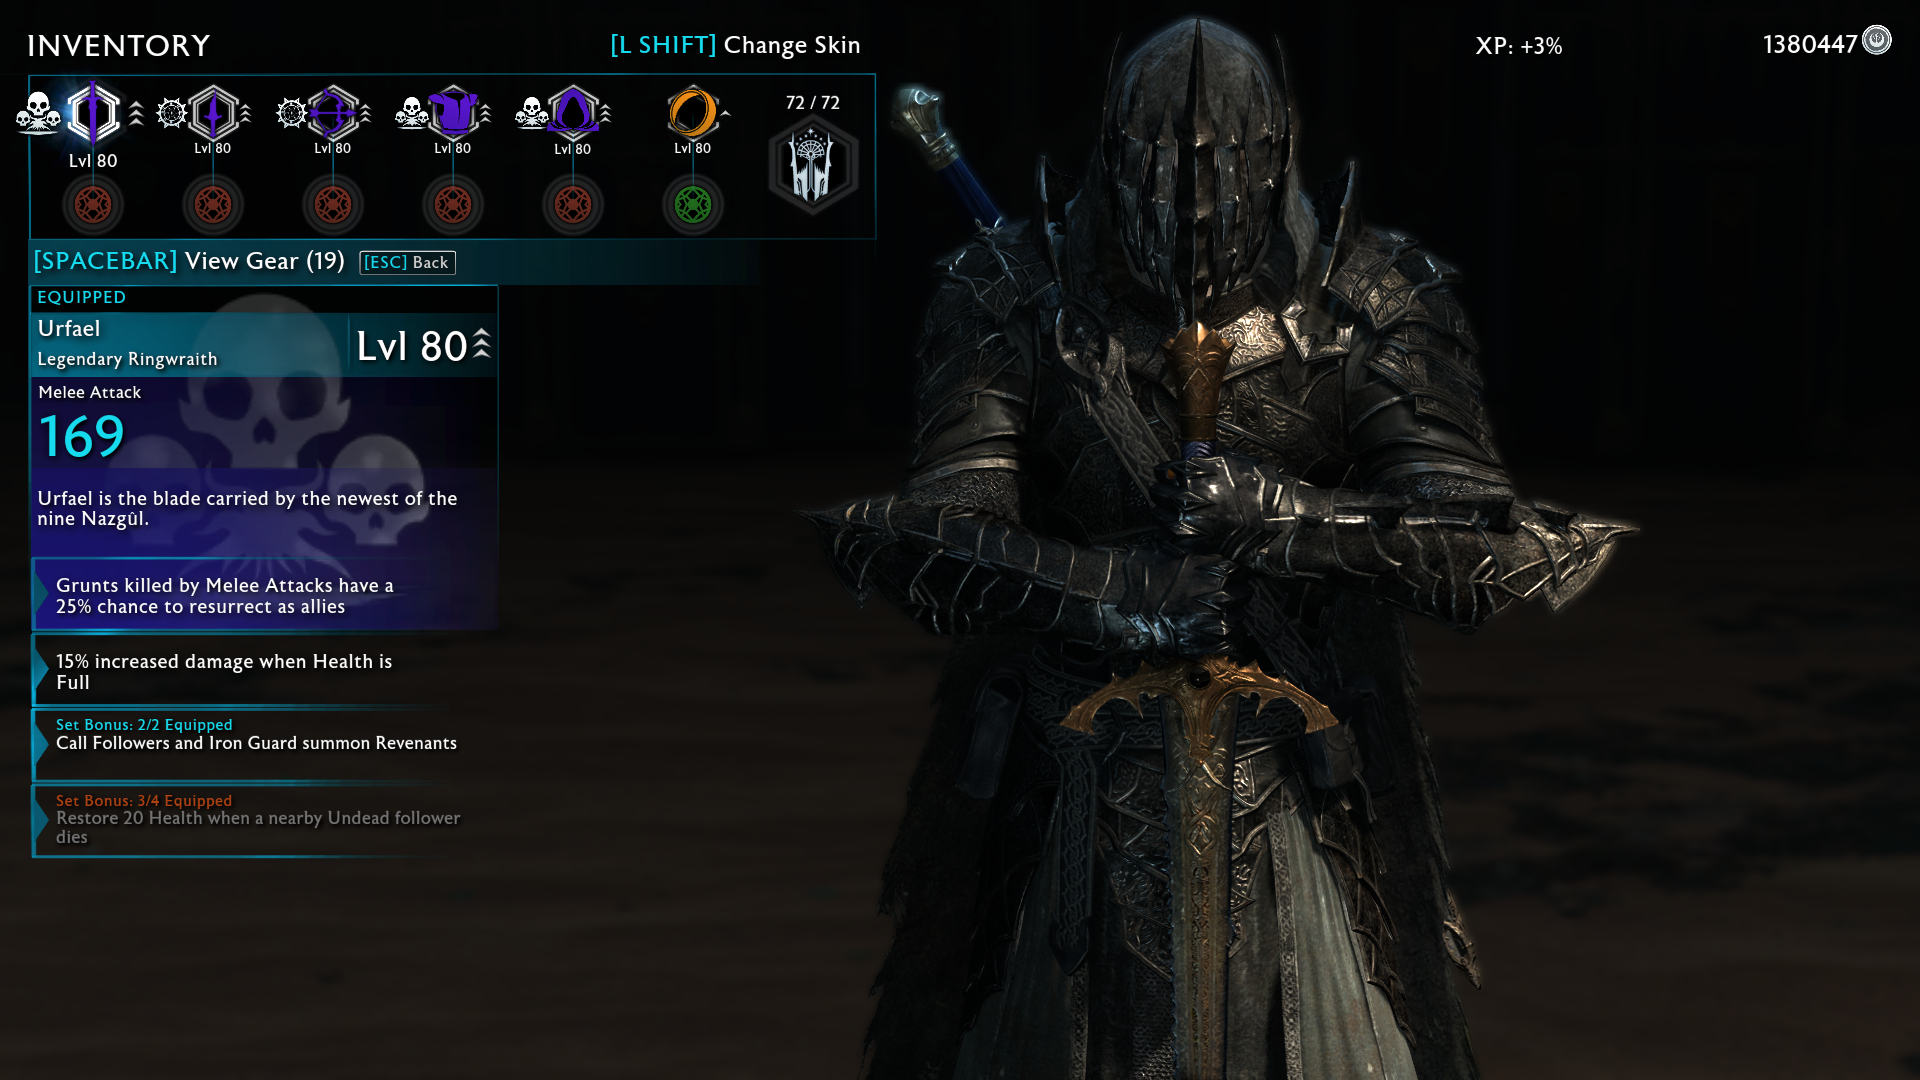 INVENTORY
[L SHIFT] Change Skin
XP: +3%
1380447
72 / 72
Lvl 80
Lvl 80
Lvl 80
Lvl 80
Lvl 80
Lvl 80
[SPACEBAR] View Gear (19)
[ESC] Back
EQUIPPED
Urfael
Legendary Ringwraith
Lvl 80
Melee Attack
169
Urfael is the blade carried by the newest of the
nine Nazgûl.
Grunts killed by Melee Attacks have a
25% chance to resurrect as allies
15% increased damage when Health is
Full
Set Bonus: 2/2 Equipped
Call Followers and Iron Guard summon Revenants
Set Bonus: 3/4 Equipped
Restore 20 Health when a nearby Undead follower
dies